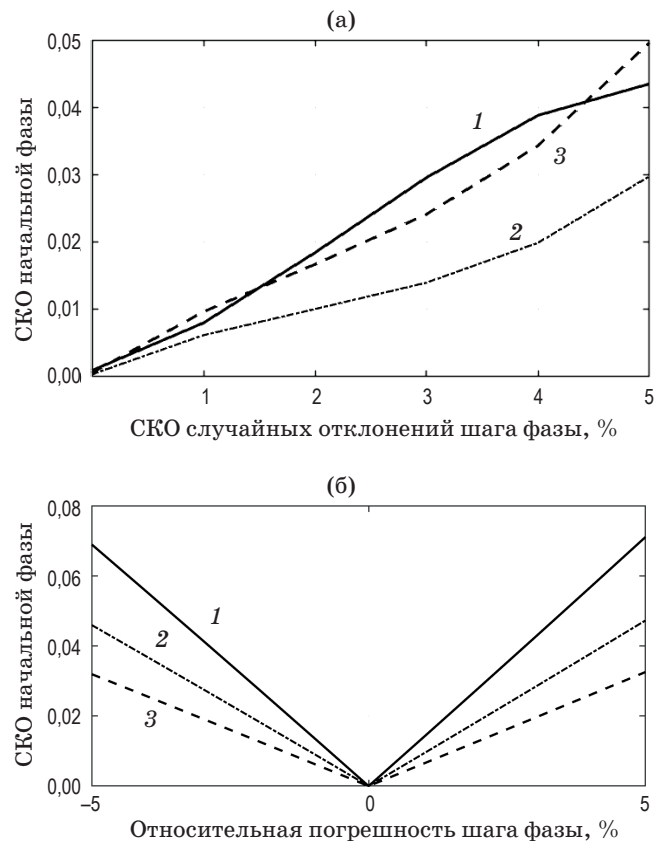 (а)
СКО начальной фазы
0,05
0,04
0,03
0,02
0,01
0,00
1
3
2
1 2 3 4 5
СКО случайных отклонений шага фазы, %
(б)
СКО начальной фазы
0,08
0,06
0,04
0,02
0,00
1
2
3
–5 0 5
Относительная погрешность шага фазы, %